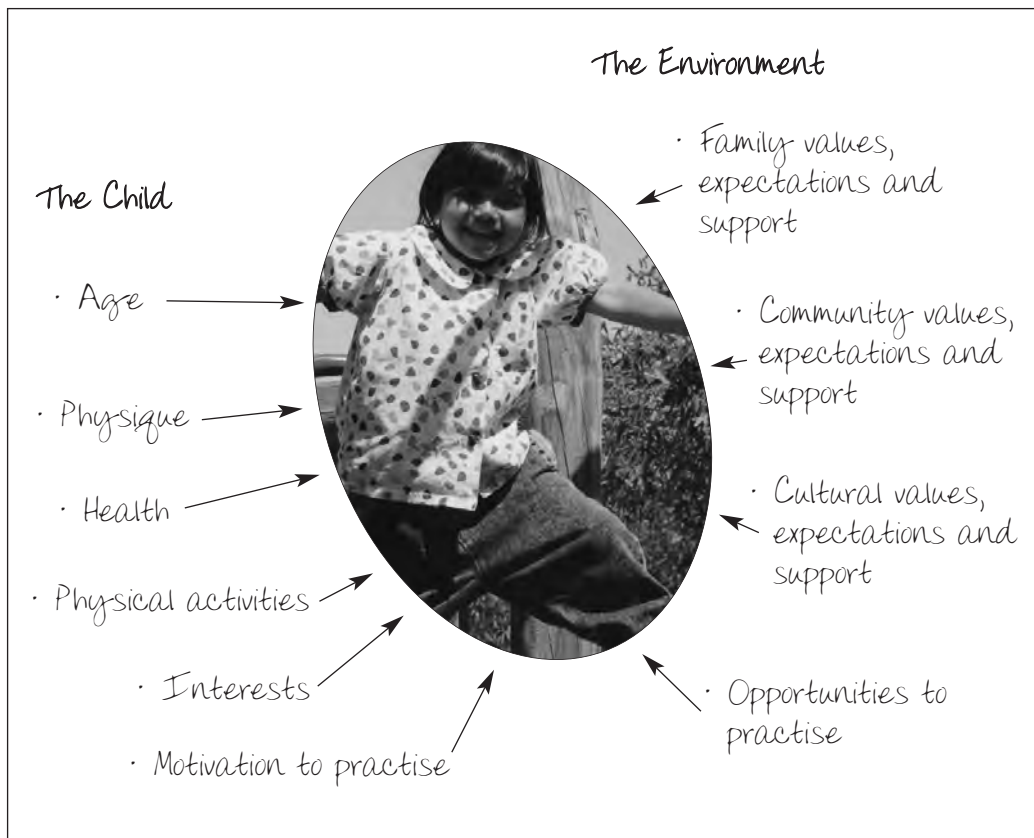 The Child
· Age
· Physique
· Health
· Physical activities
· Interests
· Motivation to practise
The Environment
· Family values,
expectations and
support
· Community values,
expectations and
support
· Cultural values,
expectations and
support
· Opportunities to
practise